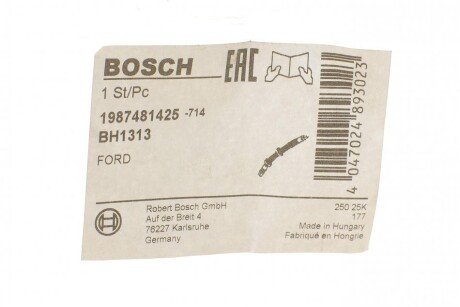 BOSCH
EAC
1 St/Pc
1987481425 -714
BH1313
FORD
4 047024 893023
Robert Bosch GmbH
Auf der Breit 4
76227 Karlsruhe
Germany
250 25K
177
Made in Hungary
Fabriqué en Hongrie